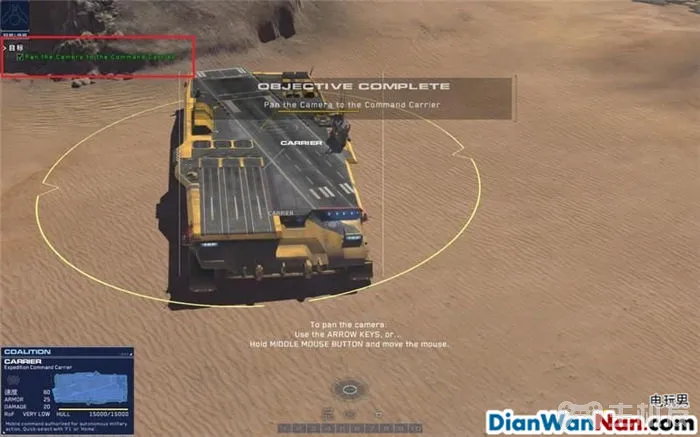 目标
Pan the Camera to the Command Carrier
OBJECTIVE COMPLETE
Pan the Camera to the Command Carrier
CARRIER
CARRIER
To pan the camera:
Use the ARROW KEYS, or...
Hold MIDDLE MOUSE BUTTON and move the mouse.
COALITION
CARRIER
Expedition Command Carrier
速度 60
ARMOR 25
DAMAGE 20
RoF VERY LOW HULL 15000/15000
Mobile command authorized for autonomous military
action. Quick-select with 'F1' or 'Home'.
电玩男
DianWanNan.com